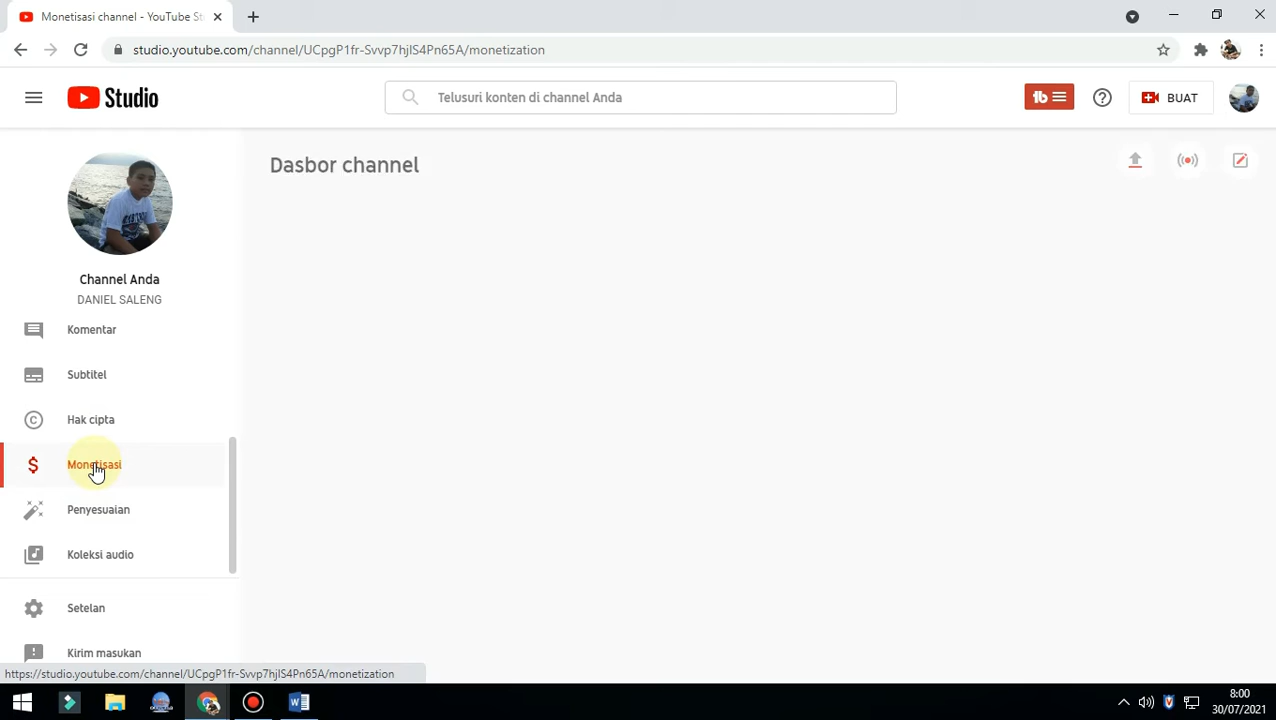 Monetisasi channel - YouTube St
studio.youtube.com/channel/UCpgP1fr-Svvp7hjIS4Pn65A/monetization
Studio
Telusuri konten di channel Anda
BUAT
Dasbor channel
Channel Anda
DANIEL SALENG
Komentar
Subtitel
Hak cipta
Monetisasi
Penyesuaian
Koleksi audio
Setelan
Kirim masukan
https://studio.youtube.com/channel/UCpgP1fr-Svvp7hjIS4Pn65A/monetization
8:00
30/07/2021